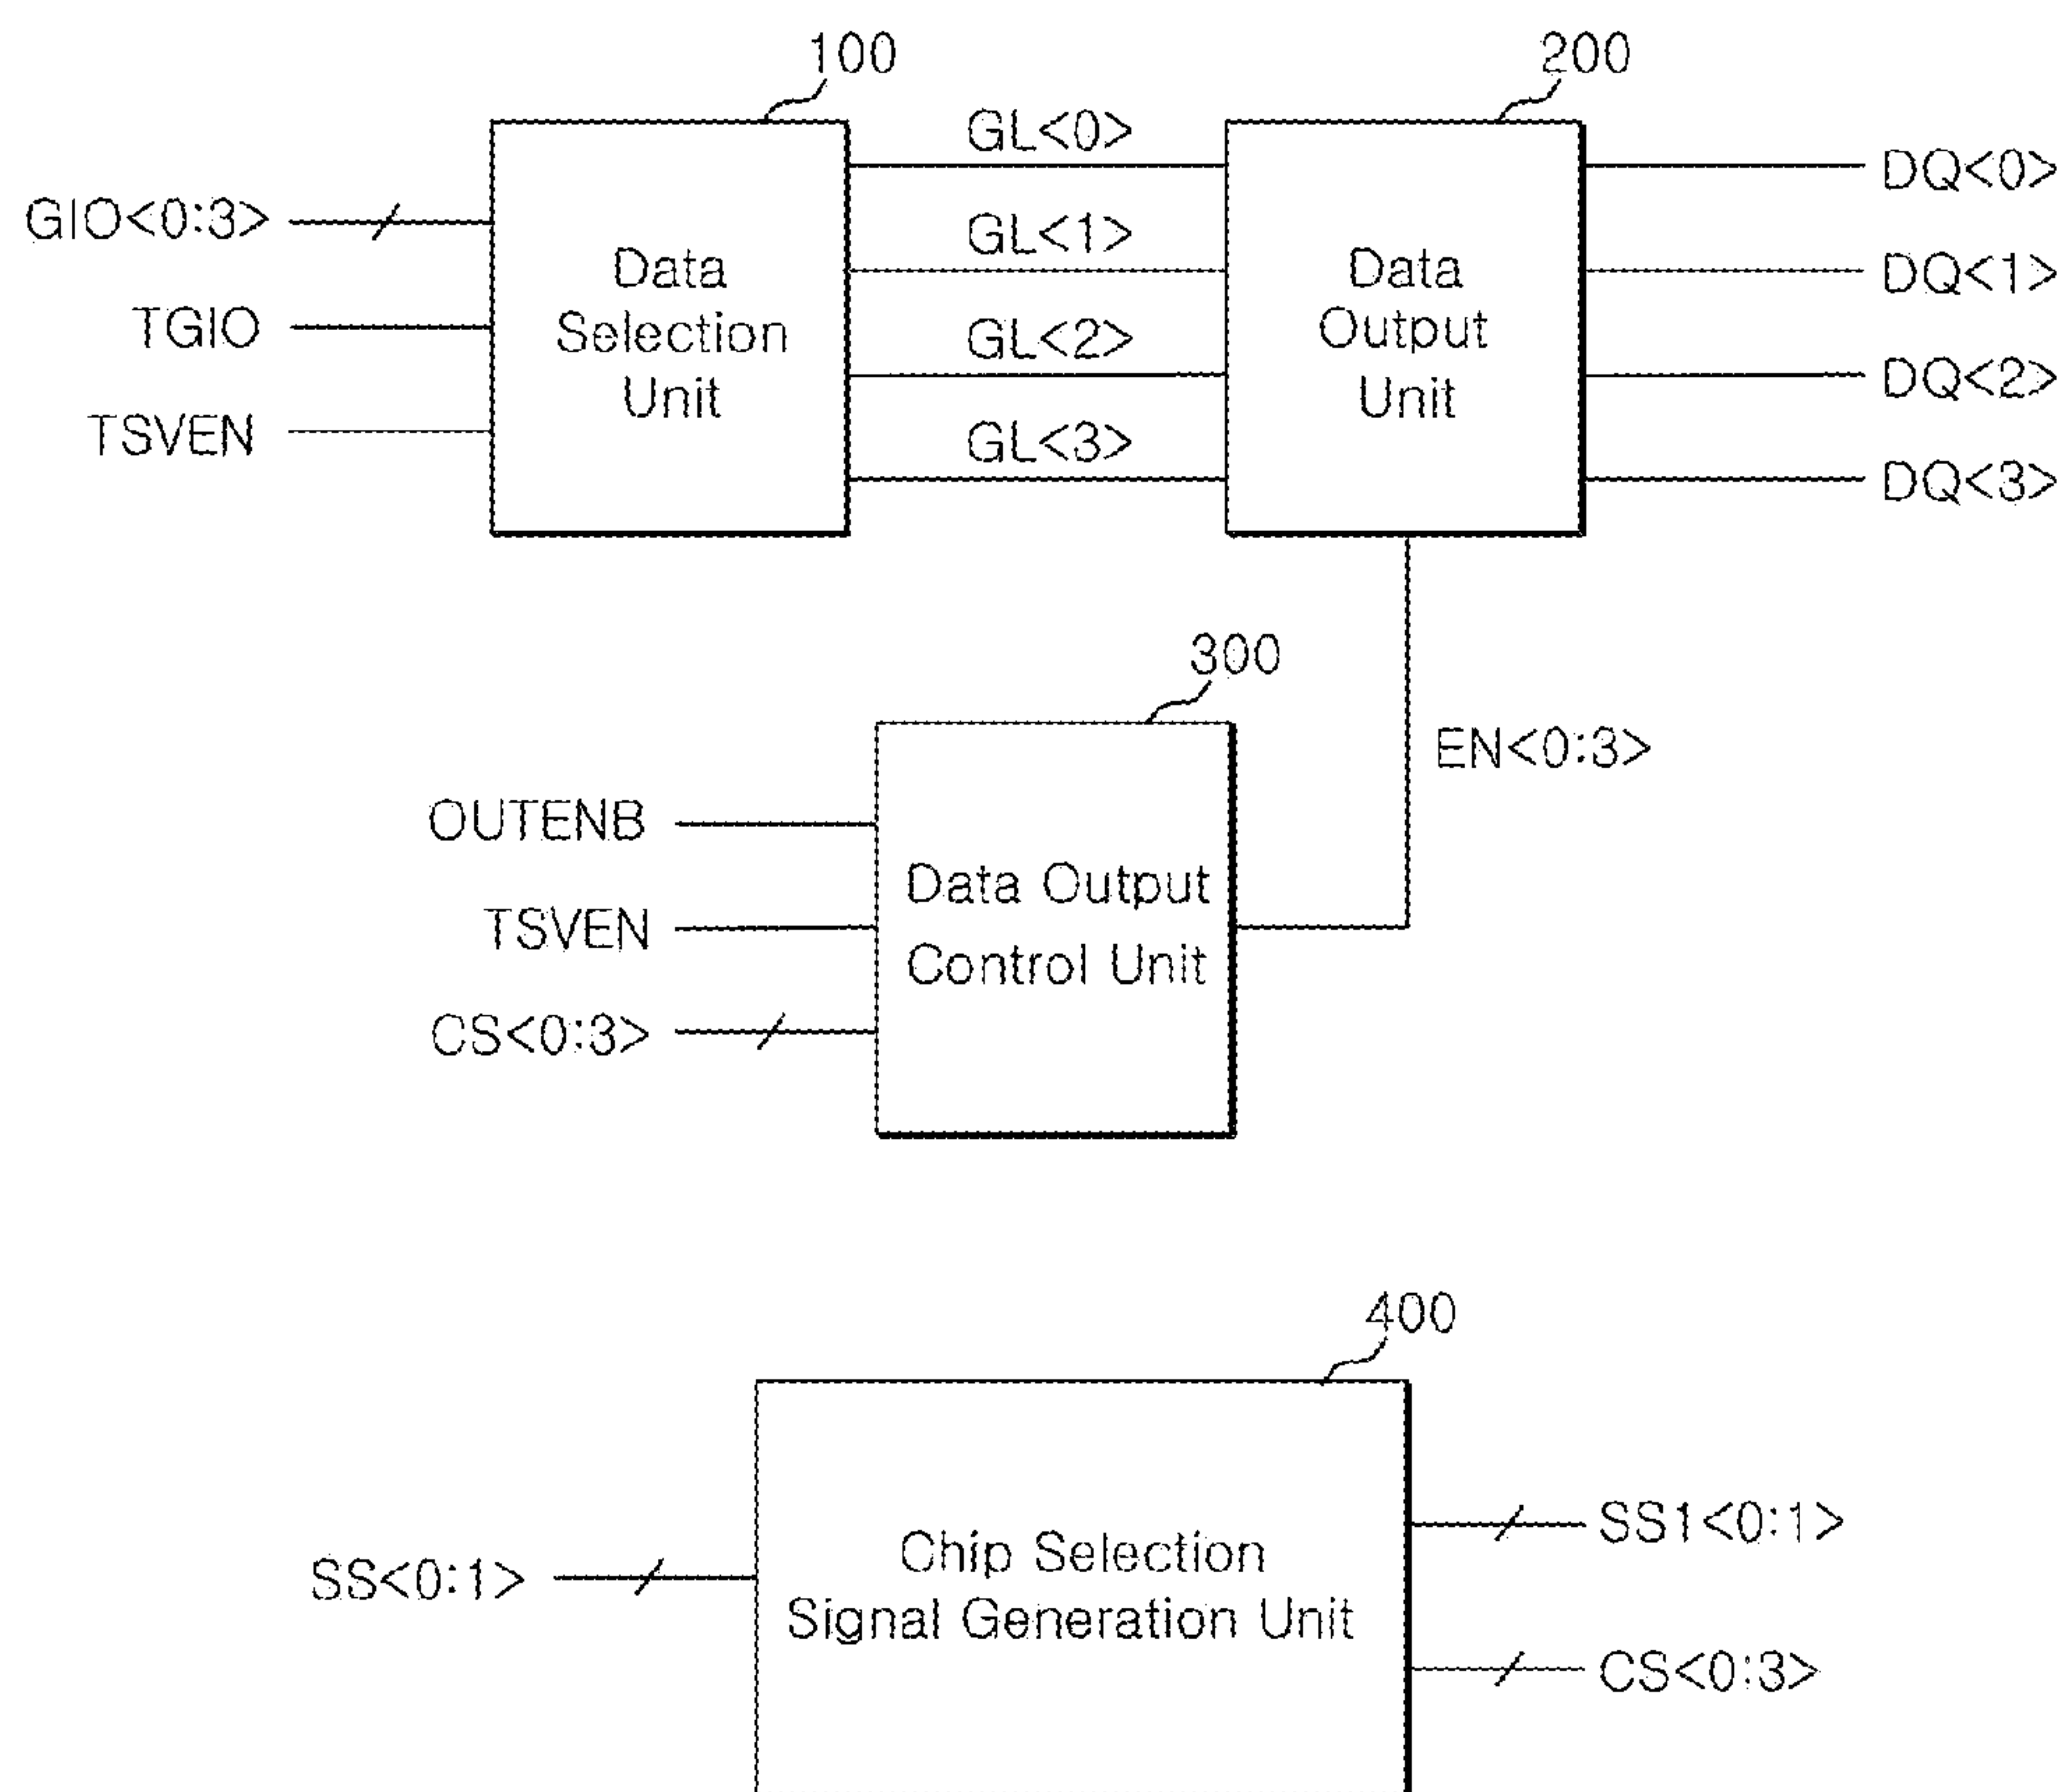 100
200
GL<0>
DQ<0>
GIO<0:3>
GL<1>
Data
Selection
Unit
Data
Output
Unit
DQ<1>
TGIO
GL<2>
DQ<2>
TSVEN
GL<3>
DQ<3>
300
EN<0:3>
OUTENB
Data Output
Control Unit
TSVEN
CS<0:3>
400
SS<0:1>
Chip Selection
Signal Generation Unit
SS1<0:1>
CS<0:3>